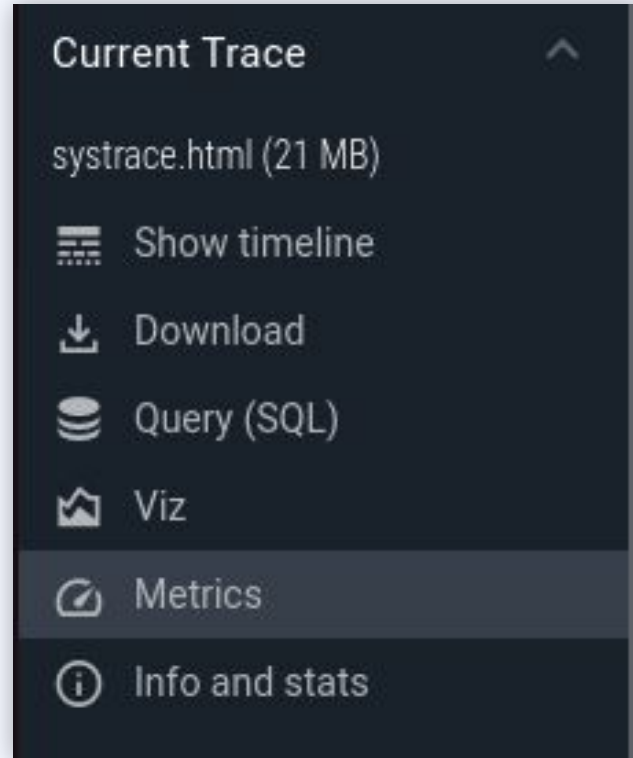 Current Trace
systrace.html (21 MB)
Show timeline
Download
Query (SQL)
Viz
Metrics
Info and stats